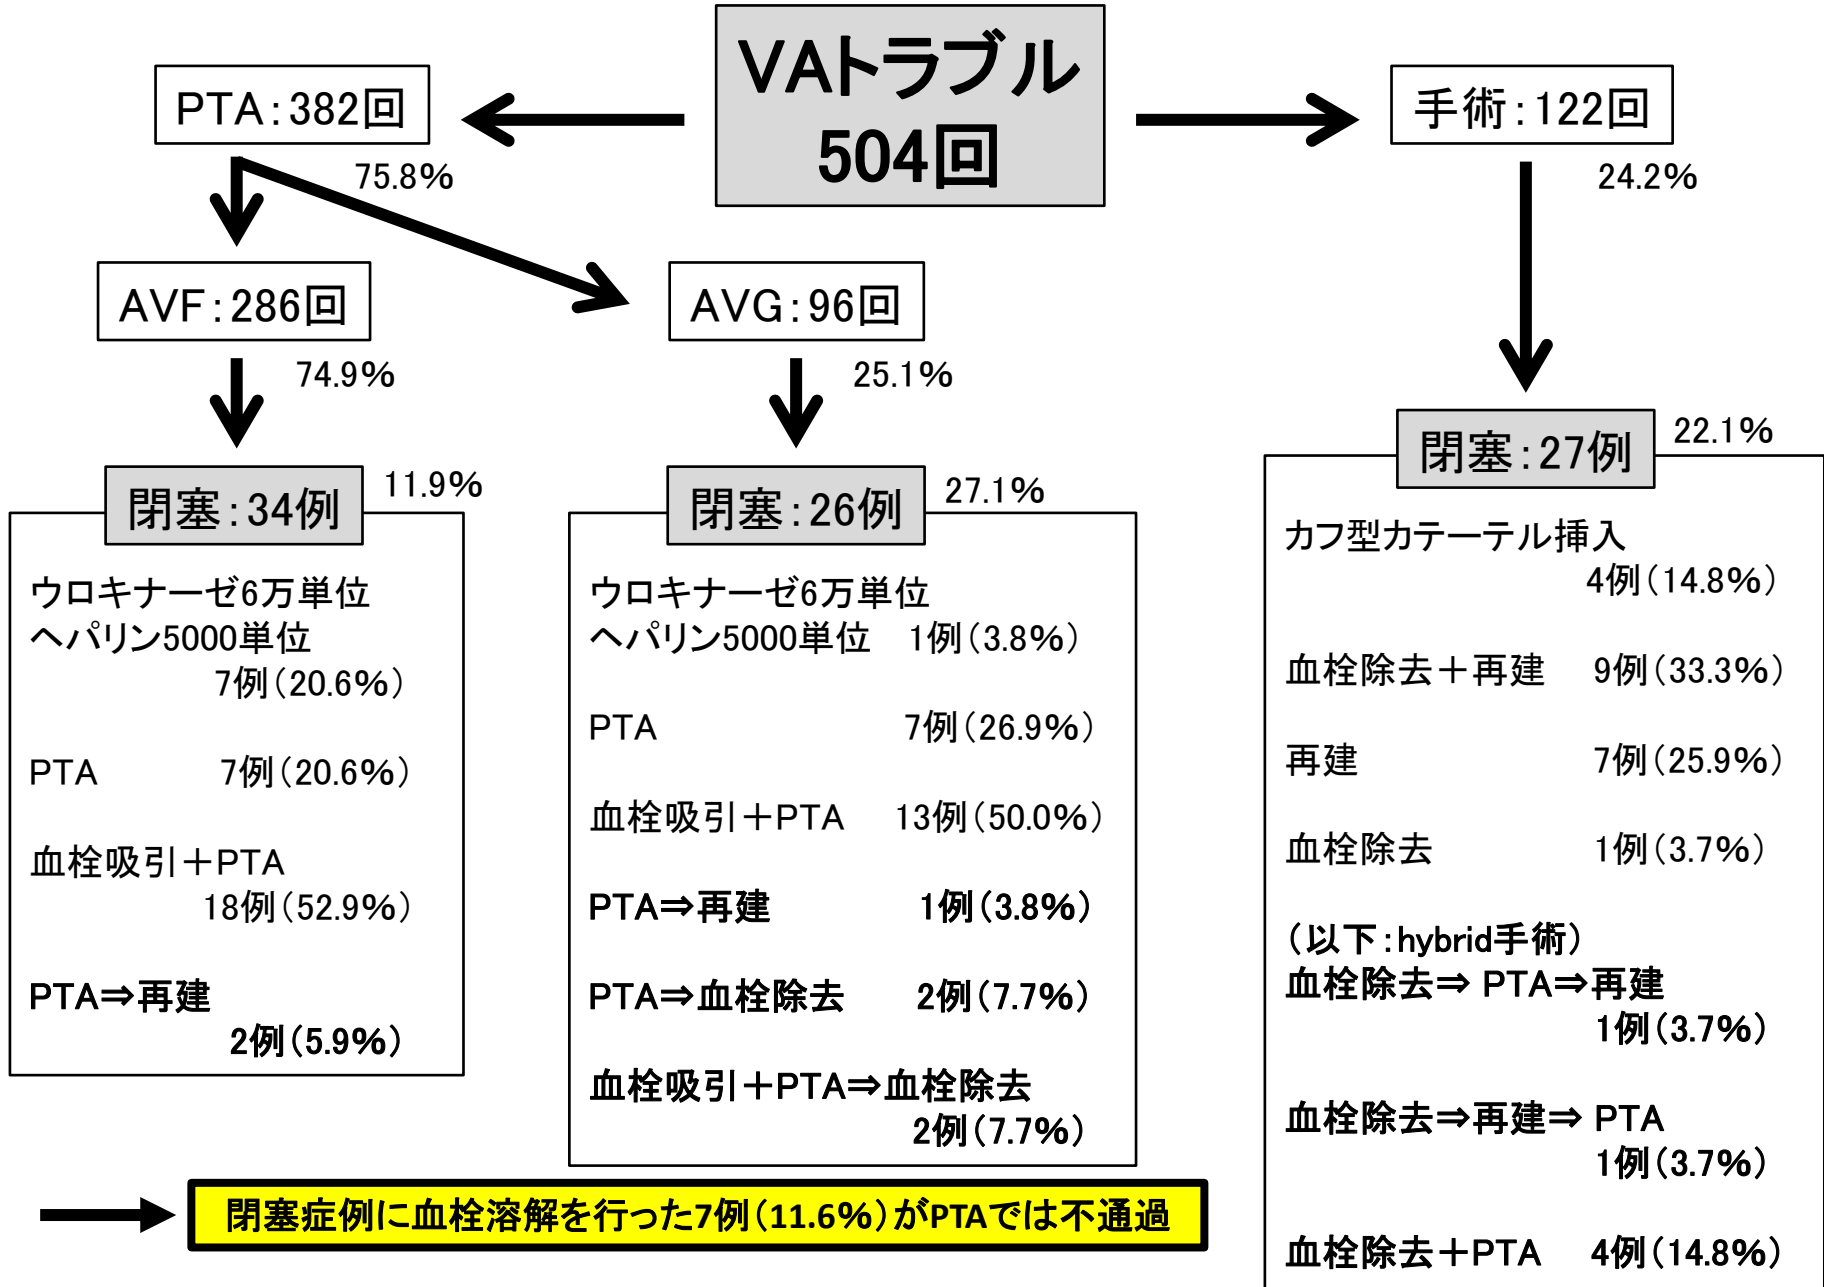 VAトラブル
504回
PTA:382回
75.8%
手術:122回
24.2%
AVF:286回
74.9%
AVG:96回
25.1%
閉塞:34例
11.9%
ウロキナーゼ6万単位
ヘパリン5000単位
7例(20.6%)
PTA 7例(20.6%)
血栓吸引+PTA
18例(52.9%)
PTA⇒再建
2例(5.9%)
閉塞:26例
27.1%
ウロキナーゼ6万単位
ヘパリン5000単位 1例(3.8%)
PTA 7例(26.9%)
血栓吸引+PTA 13例(50.0%)
PTA⇒再建 1例(3.8%)
PTA⇒血栓除去 2例(7.7%)
血栓吸引+PTA⇒血栓除去
2例(7.7%)
閉塞:27例
22.1%
カフ型カテーテル挿入
4例(14.8%)
血栓除去+再建 9例(33.3%)
再建 7例(25.9%)
血栓除去 1例(3.7%)
(以下:hybrid手術)
血栓除去⇒ PTA⇒再建
1例(3.7%)
血栓除去⇒再建⇒ PTA
1例(3.7%)
血栓除去+PTA 4例(14.8%)
閉塞症例に血栓溶解を行った7例(11.6%)がPTAでは不通過